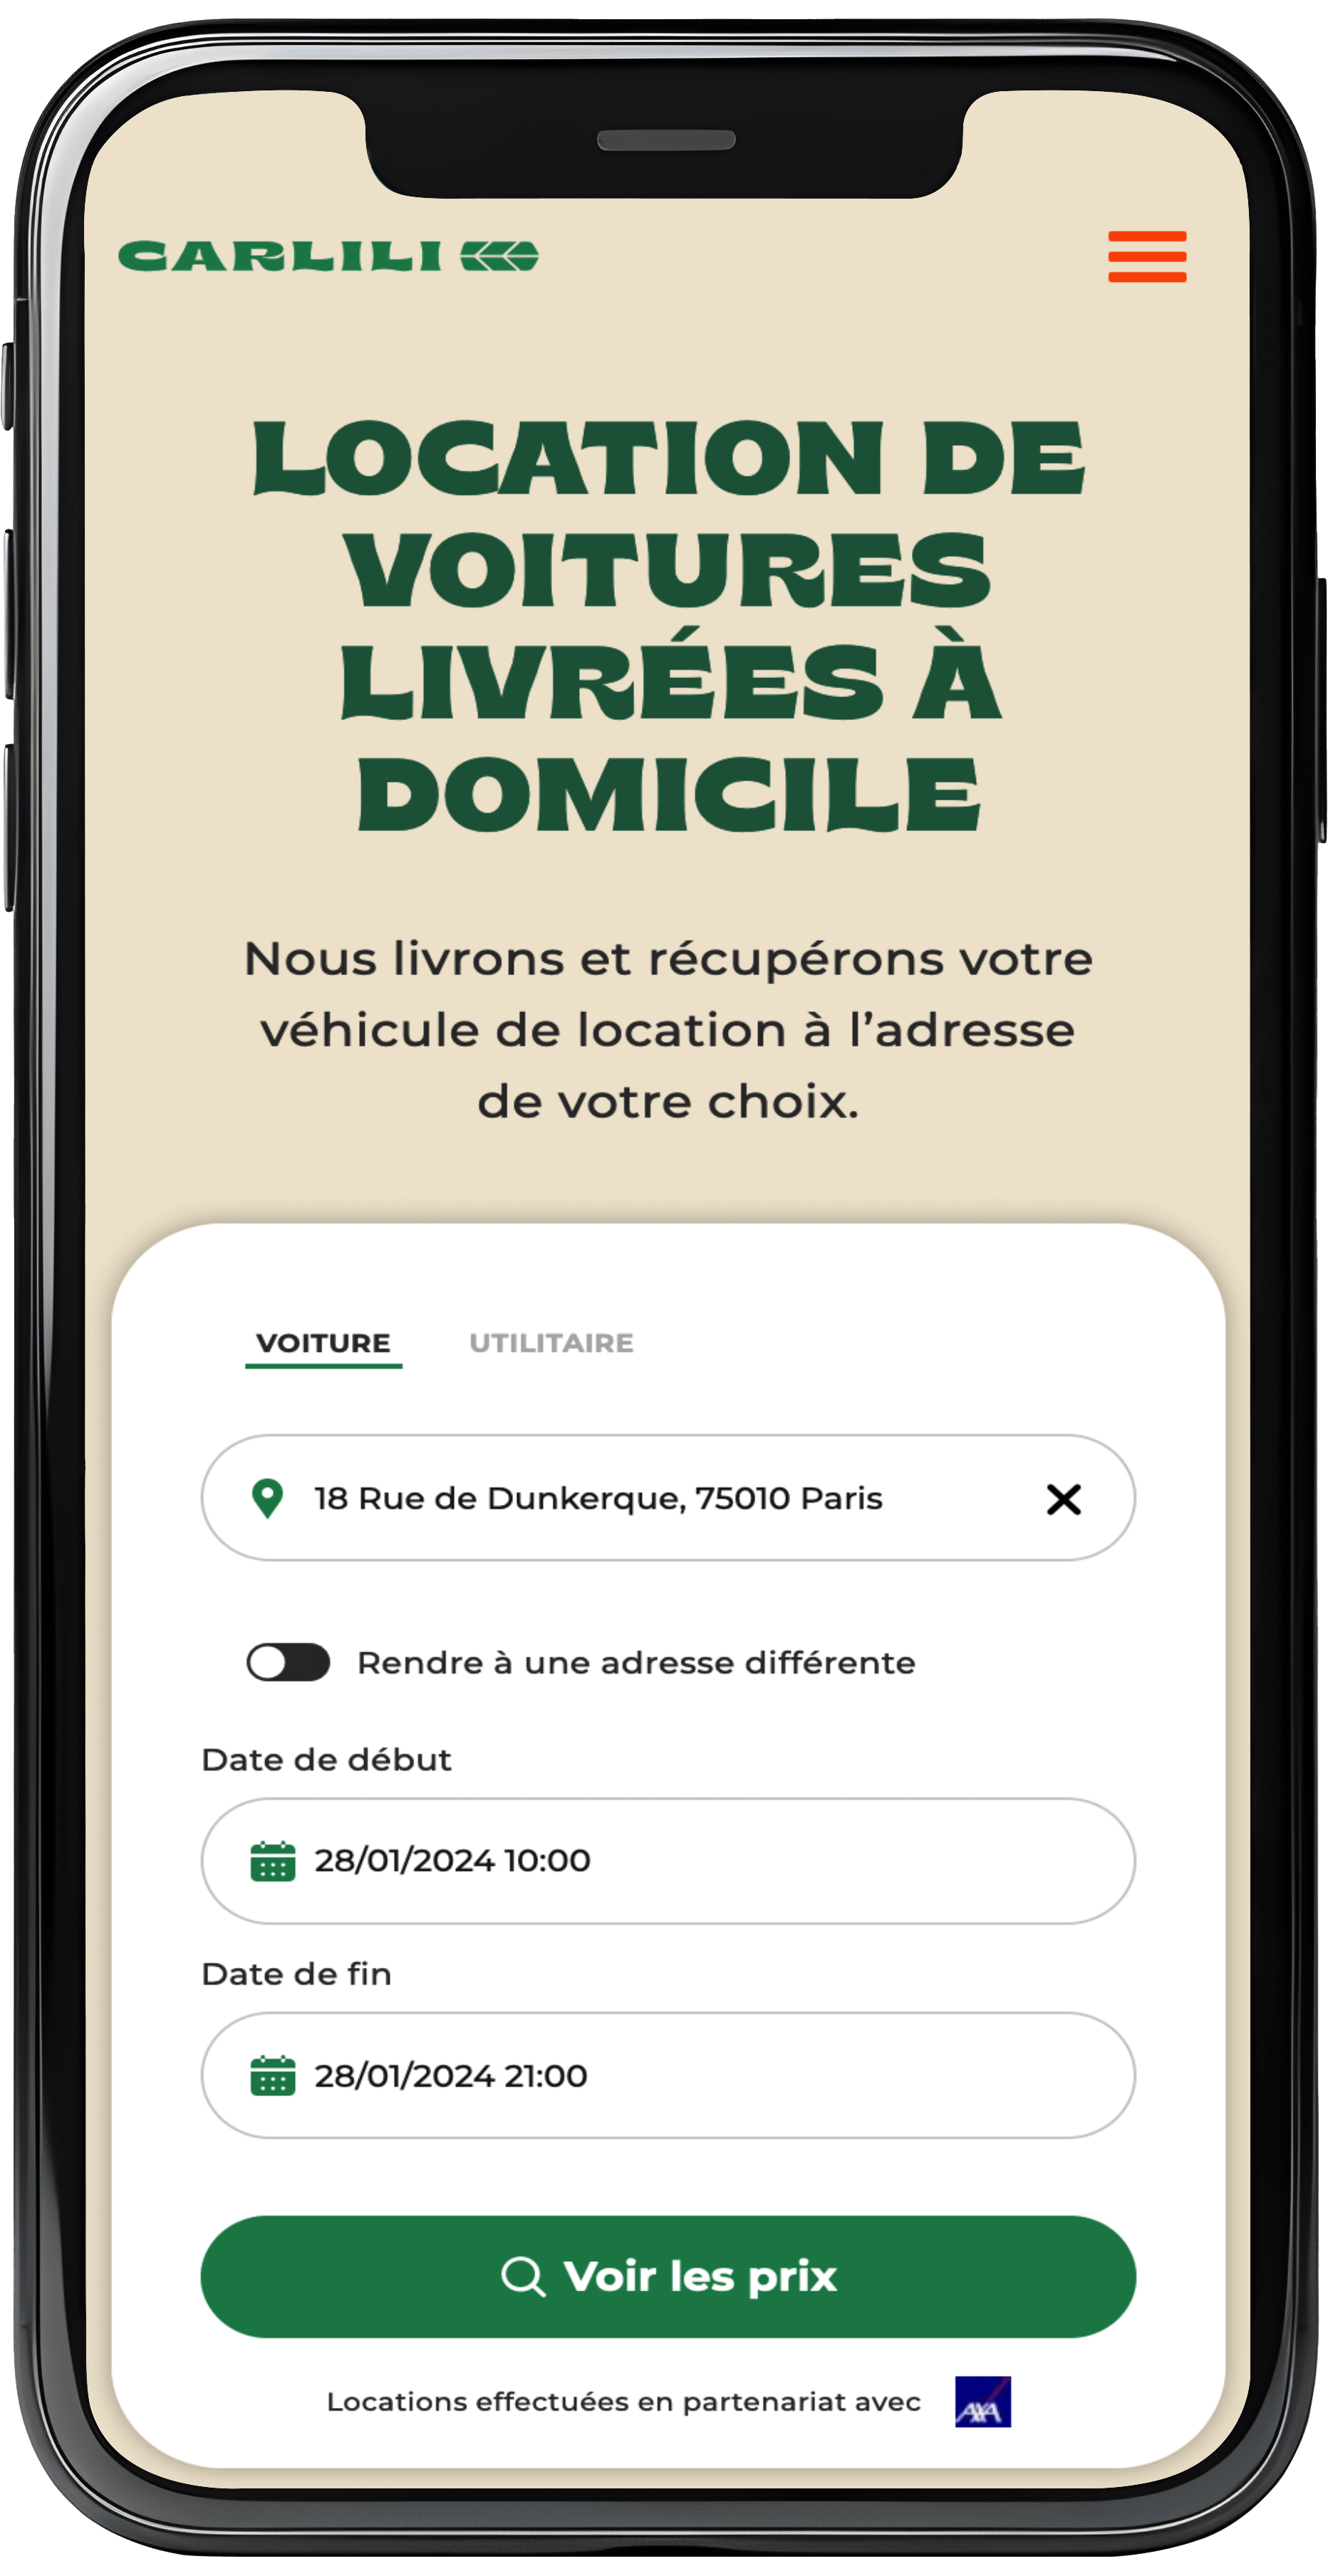 CARLILI
LOCATION DE
VOITURES
LIVRÉES À
DOMICILE
Nous livrons et récupérons votre
véhicule de location à l’adresse
de votre choix.
VOITURE UTILITAIRE
18 Rue de Dunkerque, 75010 Paris
Rendre à une adresse différente
Date de début
28/01/2024 10:00
Date de fin
28/01/2024 21:00
Voir les prix
Locations effectuées en partenariat avec AXA